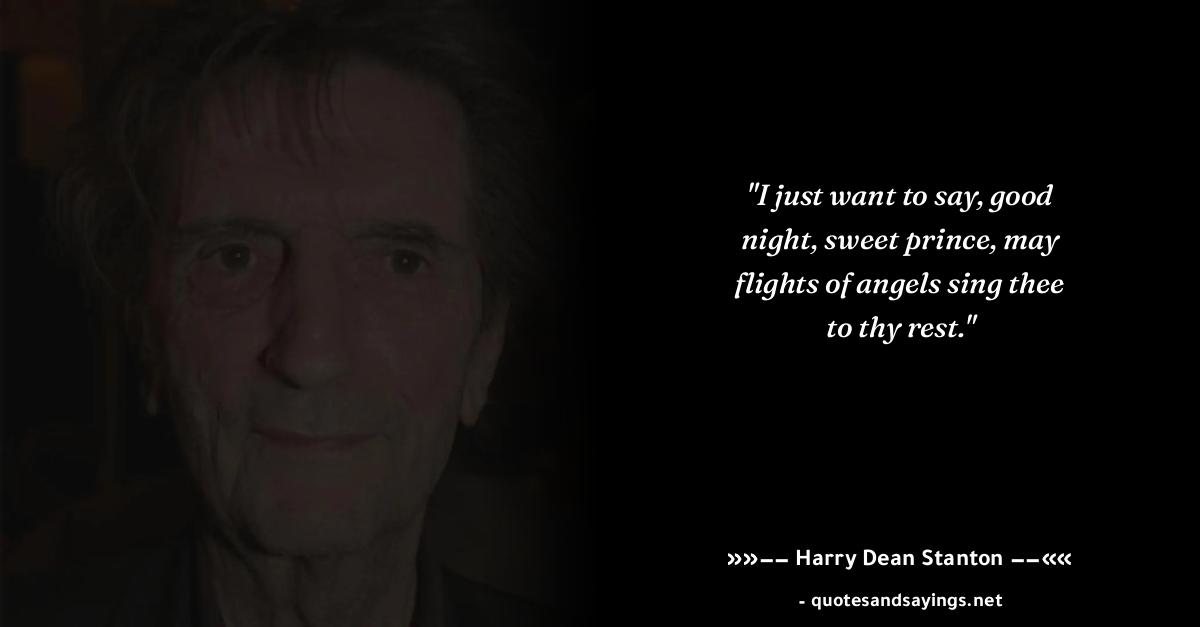 "I just want to say, good
night, sweet prince, may
flights of angels sing thee
to thy rest."
»»−− Harry Dean Stanton −−««
- quotesandsayings.net